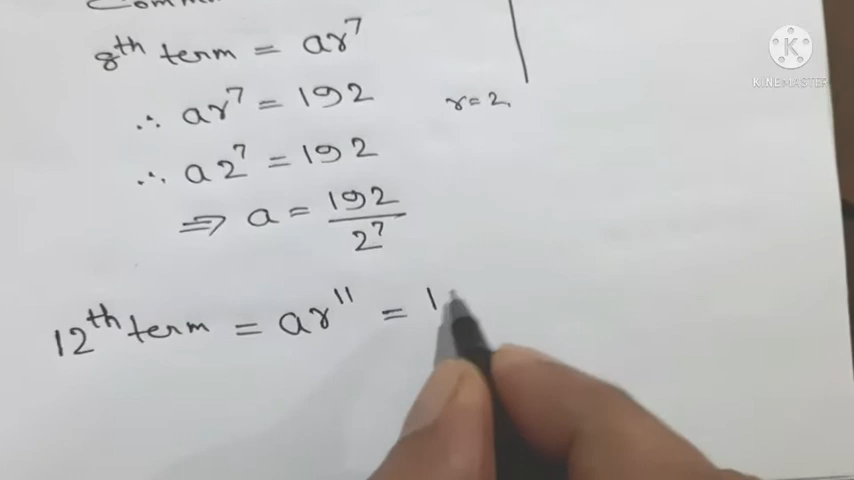 8th term = ar⁷
∴ ar⁷ = 192
r = 2
∴ a2⁷ = 192
⇒ a = 192/2⁷
12th term = ar¹¹ = 1
K
KINEMASTER